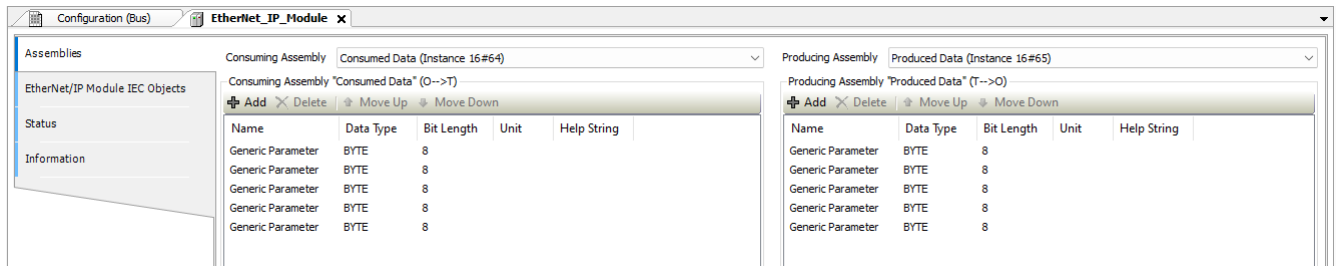 Configuration (Bus) EtherNet_IP_Module X
Assemblies
EtherNet/IP Module IEC Objects
Status
Information
Consuming Assembly Consumed Data (Instance 16#64)
Consuming Assembly "Consumed Data" (O-->T)
Add Delete Move Up Move Down
Name Data Type Bit Length Unit Help String
Generic Parameter BYTE 8
Generic Parameter BYTE 8
Generic Parameter BYTE 8
Generic Parameter BYTE 8
Generic Parameter BYTE 8
Producing Assembly Produced Data (Instance 16#65)
Producing Assembly "Produced Data" (T-->O)
Add Delete Move Up Move Down
Name Data Type Bit Length Unit Help String
Generic Parameter BYTE 8
Generic Parameter BYTE 8
Generic Parameter BYTE 8
Generic Parameter BYTE 8
Generic Parameter BYTE 8